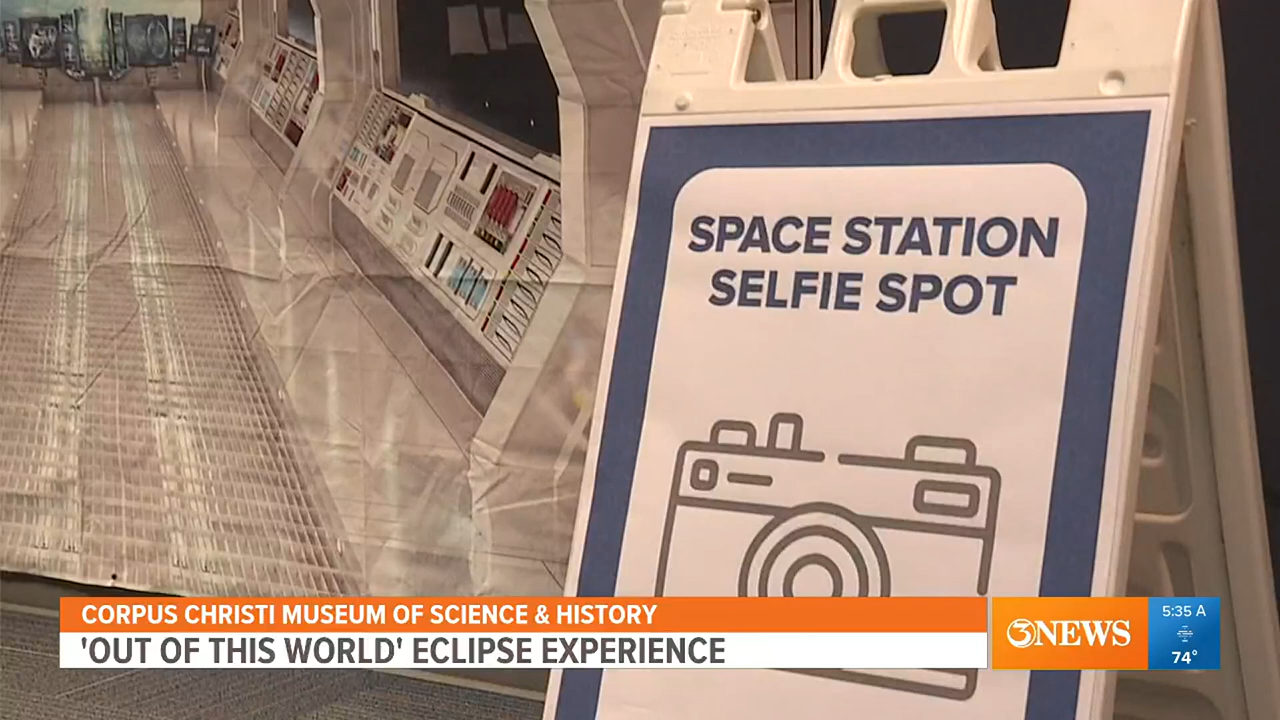 SPACE STATION
SELFIE SPOT
CORPUS CHRISTI MUSEUM OF SCIENCE & HISTORY
'OUT OF THIS WORLD' ECLIPSE EXPERIENCE
3NEWS
5:35 A
74°